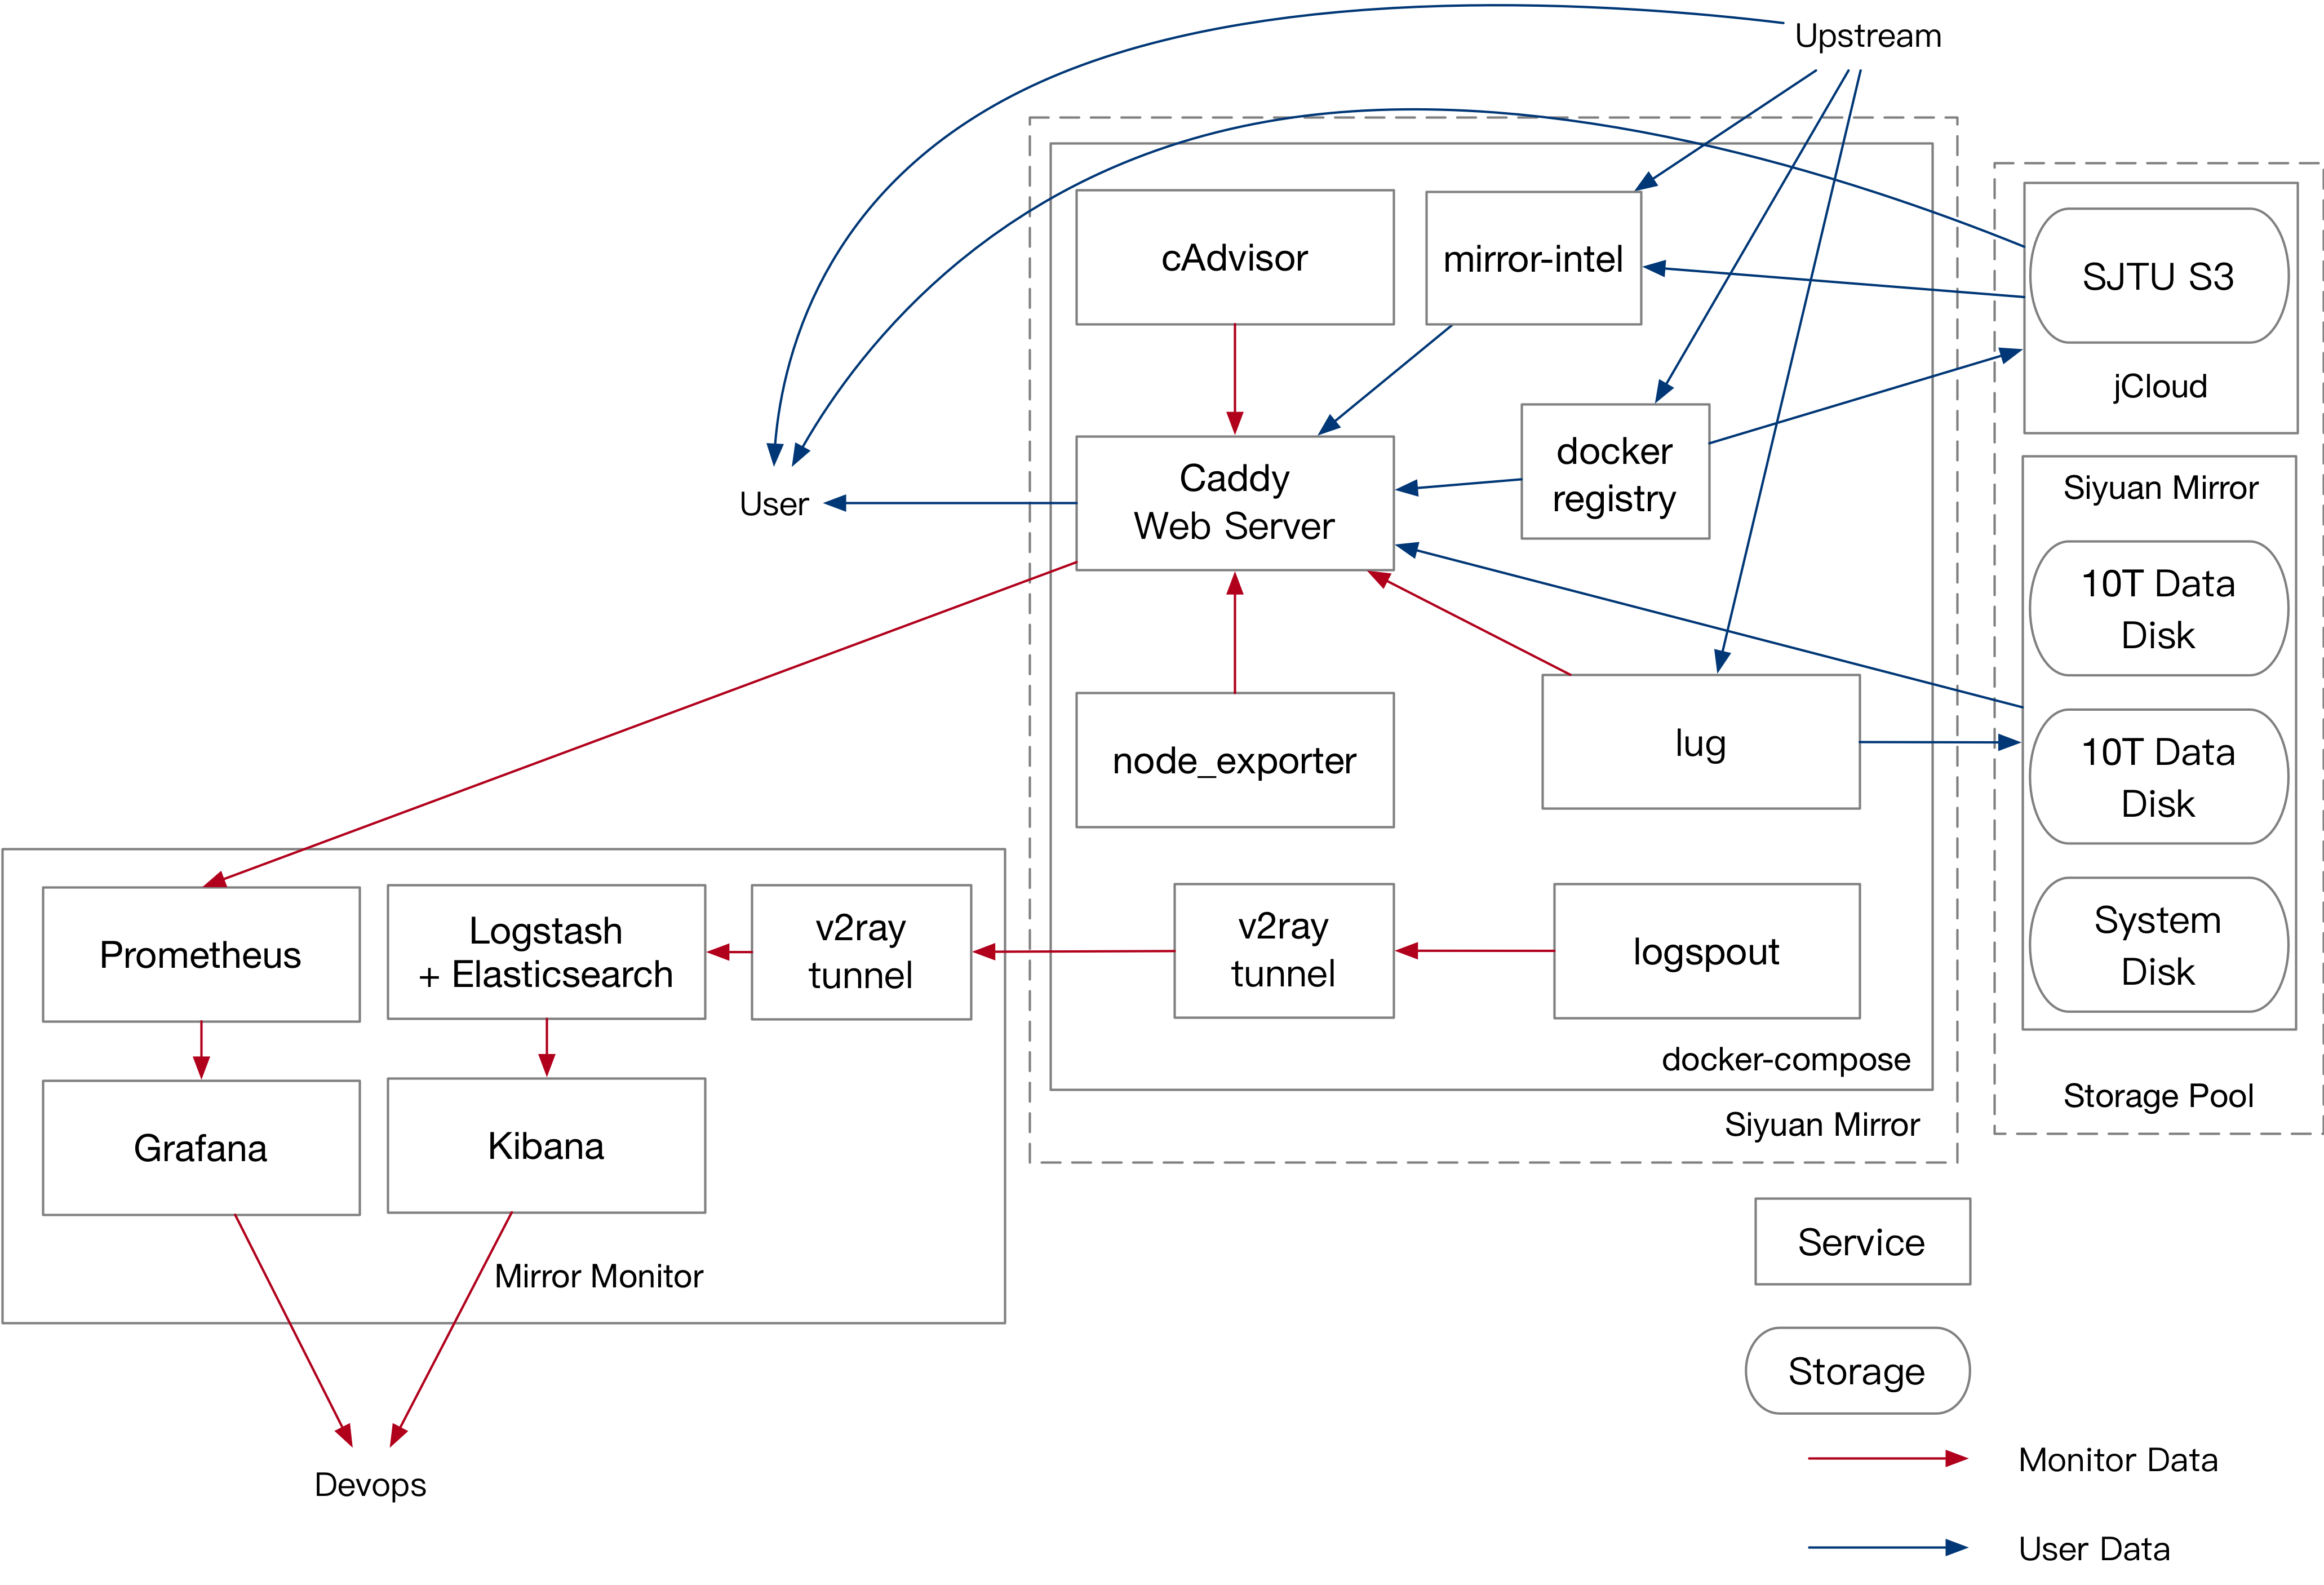 Upstream
cAdvisor
mirror-intel
SJTU S3
jCloud
User
Caddy
Web Server
docker
registry
Siyuan Mirror
10T Data
Disk
node_exporter
lug
10T Data
Disk
Prometheus
Logstash
+ Elasticsearch
v2ray
tunnel
v2ray
tunnel
logspout
System
Disk
docker-compose
Storage Pool
Siyuan Mirror
Grafana
Kibana
Mirror Monitor
Service
Storage
Devops
Monitor Data
User Data